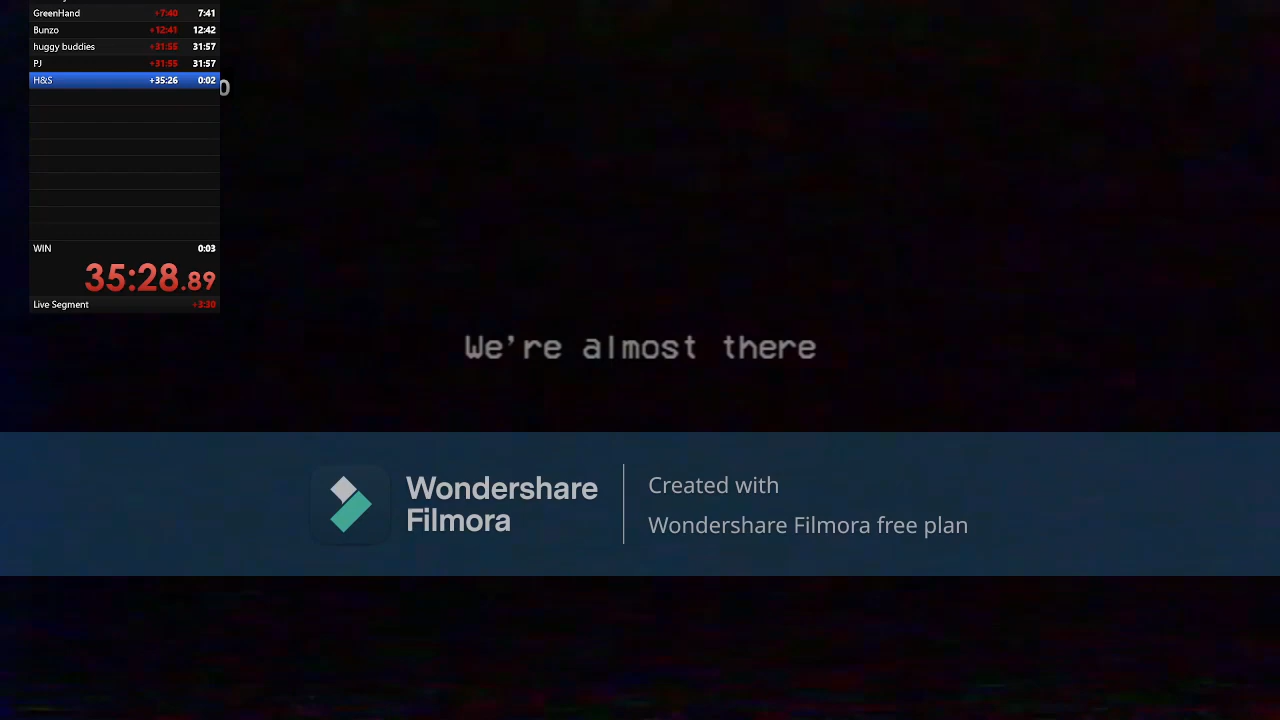 GreenHand +7:40 7:41
Bunzo +12:41 12:42
huggy buddies +31:55 31:57
PJ +31:55 31:57
H&S +35:26 0:02
WIN 0:03
35:28.89
Live Segment +3:30
We're almost there
Wondershare
Filmora
Created with
Wondershare Filmora free plan